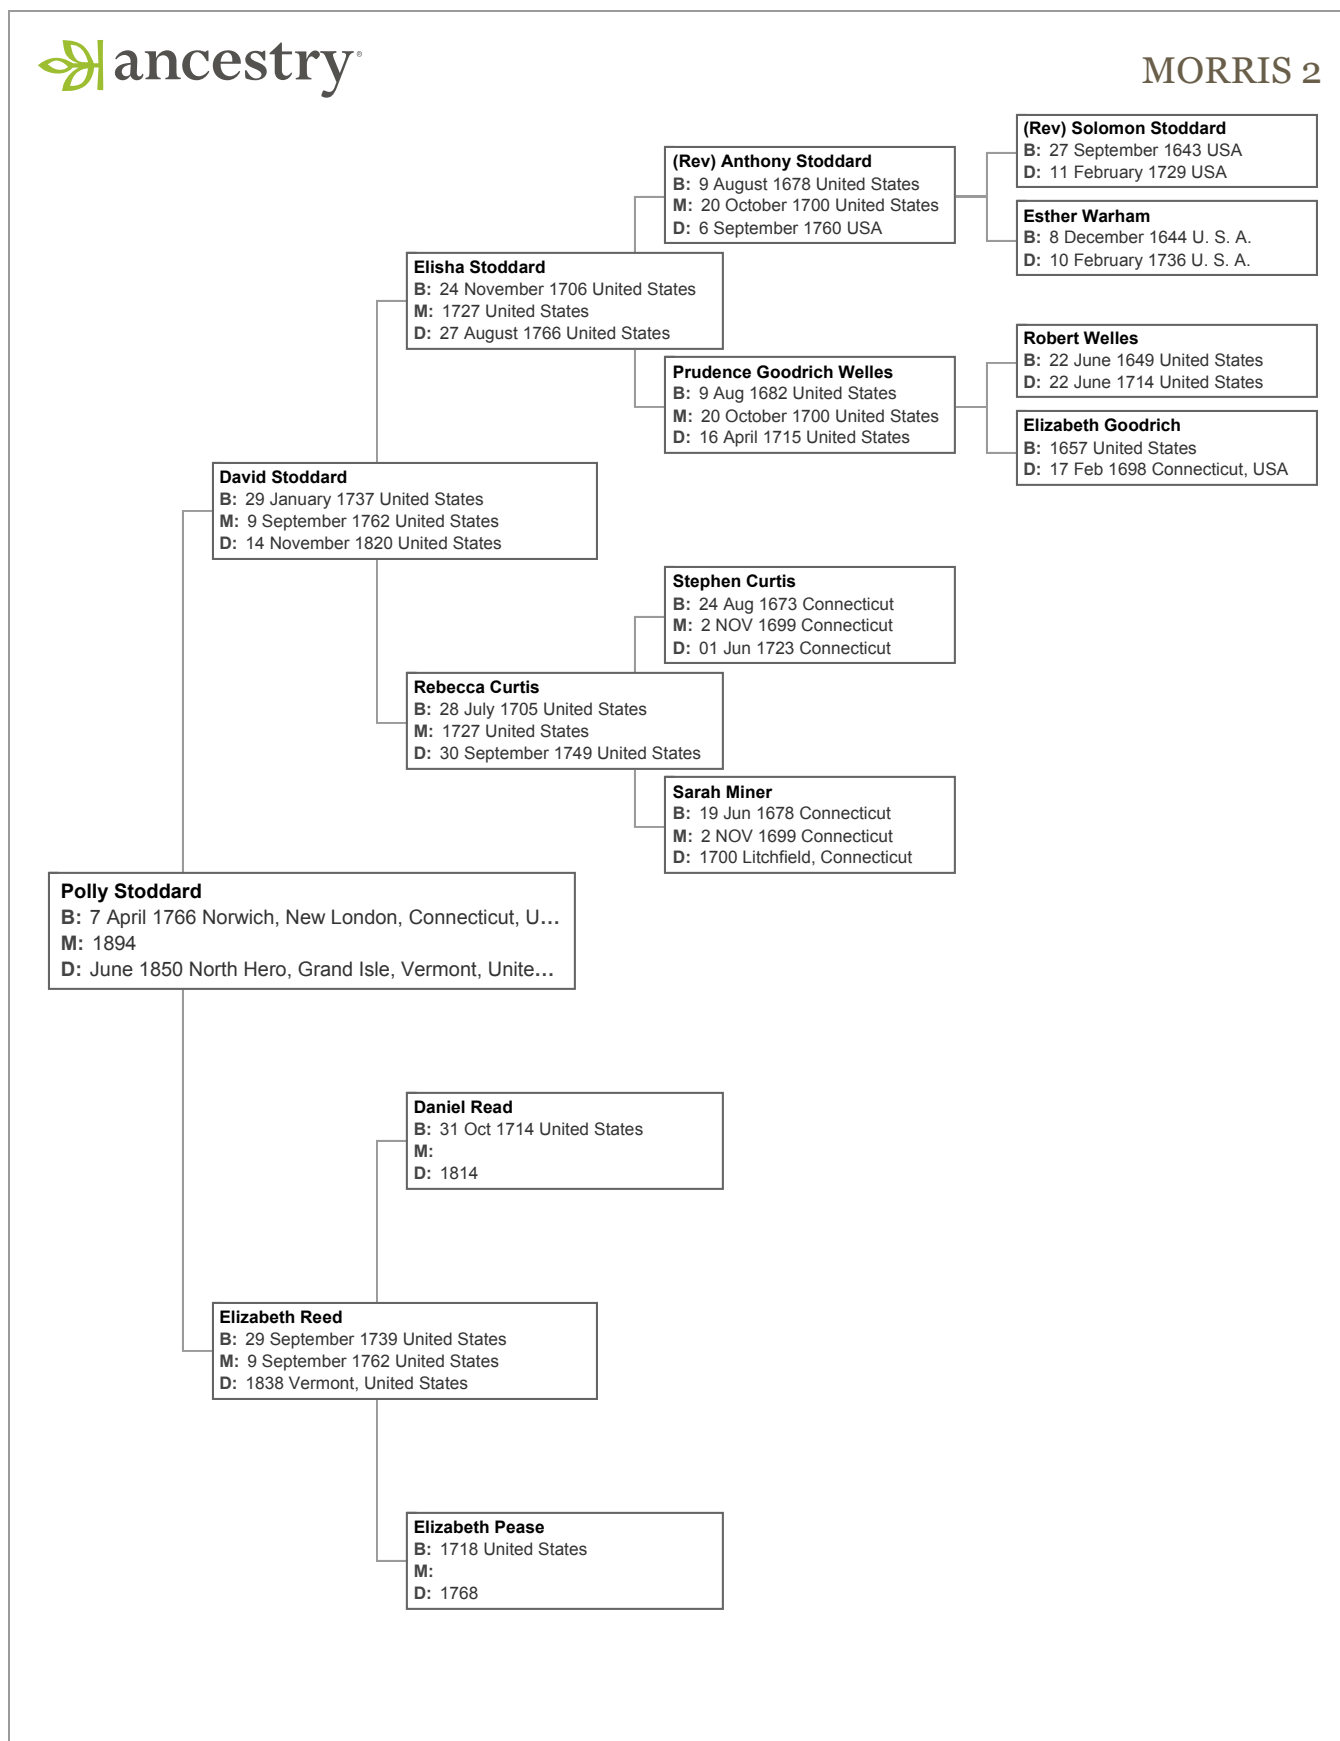 ancestry
MORRIS 2
(Rev) Solomon Stoddard
B: 27 September 1643 USA
D: 11 February 1729 USA
(Rev) Anthony Stoddard
B: 9 August 1678 United States
M: 20 October 1700 United States
D: 6 September 1760 USA
Esther Warham
B: 8 December 1644 U. S. A.
D: 10 February 1736 U. S. A.
Elisha Stoddard
B: 24 November 1706 United States
M: 1727 United States
D: 27 August 1766 United States
Robert Welles
B: 22 June 1649 United States
D: 22 June 1714 United States
Prudence Goodrich Welles
B: 9 Aug 1682 United States
M: 20 October 1700 United States
D: 16 April 1715 United States
Elizabeth Goodrich
B: 1657 United States
D: 17 Feb 1698 Connecticut, USA
David Stoddard
B: 29 January 1737 United States
M: 9 September 1762 United States
D: 14 November 1820 United States
Stephen Curtis
B: 24 Aug 1673 Connecticut
M: 2 NOV 1699 Connecticut
D: 01 Jun 1723 Connecticut
Rebecca Curtis
B: 28 July 1705 United States
M: 1727 United States
D: 30 September 1749 United States
Sarah Miner
B: 19 Jun 1678 Connecticut
M: 2 NOV 1699 Connecticut
D: 1700 Litchfield, Connecticut
Polly Stoddard
B: 7 April 1766 Norwich, New London, Connecticut, U...
M: 1894
D: June 1850 North Hero, Grand Isle, Vermont, Unite...
Daniel Read
B: 31 Oct 1714 United States
M:
D: 1814
Elizabeth Reed
B: 29 September 1739 United States
M: 9 September 1762 United States
D: 1838 Vermont, United States
Elizabeth Pease
B: 1718 United States
M:
D: 1768